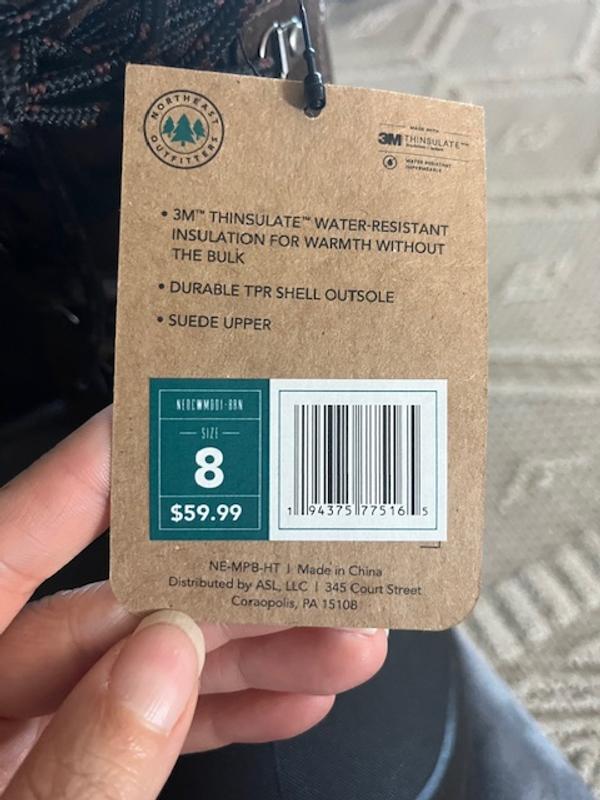 NORTHEAST
OUTFITTERS
MADE WITH
3M THINSULATE™
WATER RESISTANT
• 3M™ THINSULATE™ WATER-RESISTANT
INSULATION FOR WARMTH WITHOUT
THE BULK
• DURABLE TPR SHELL OUTSOLE
• SUEDE UPPER
SIZE
8
$59.99
1 94375 77516 5
NE-MPB-HT | Made in China
Distributed by ASL, LLC | 345 Court Street
Coraopolis, PA 15108